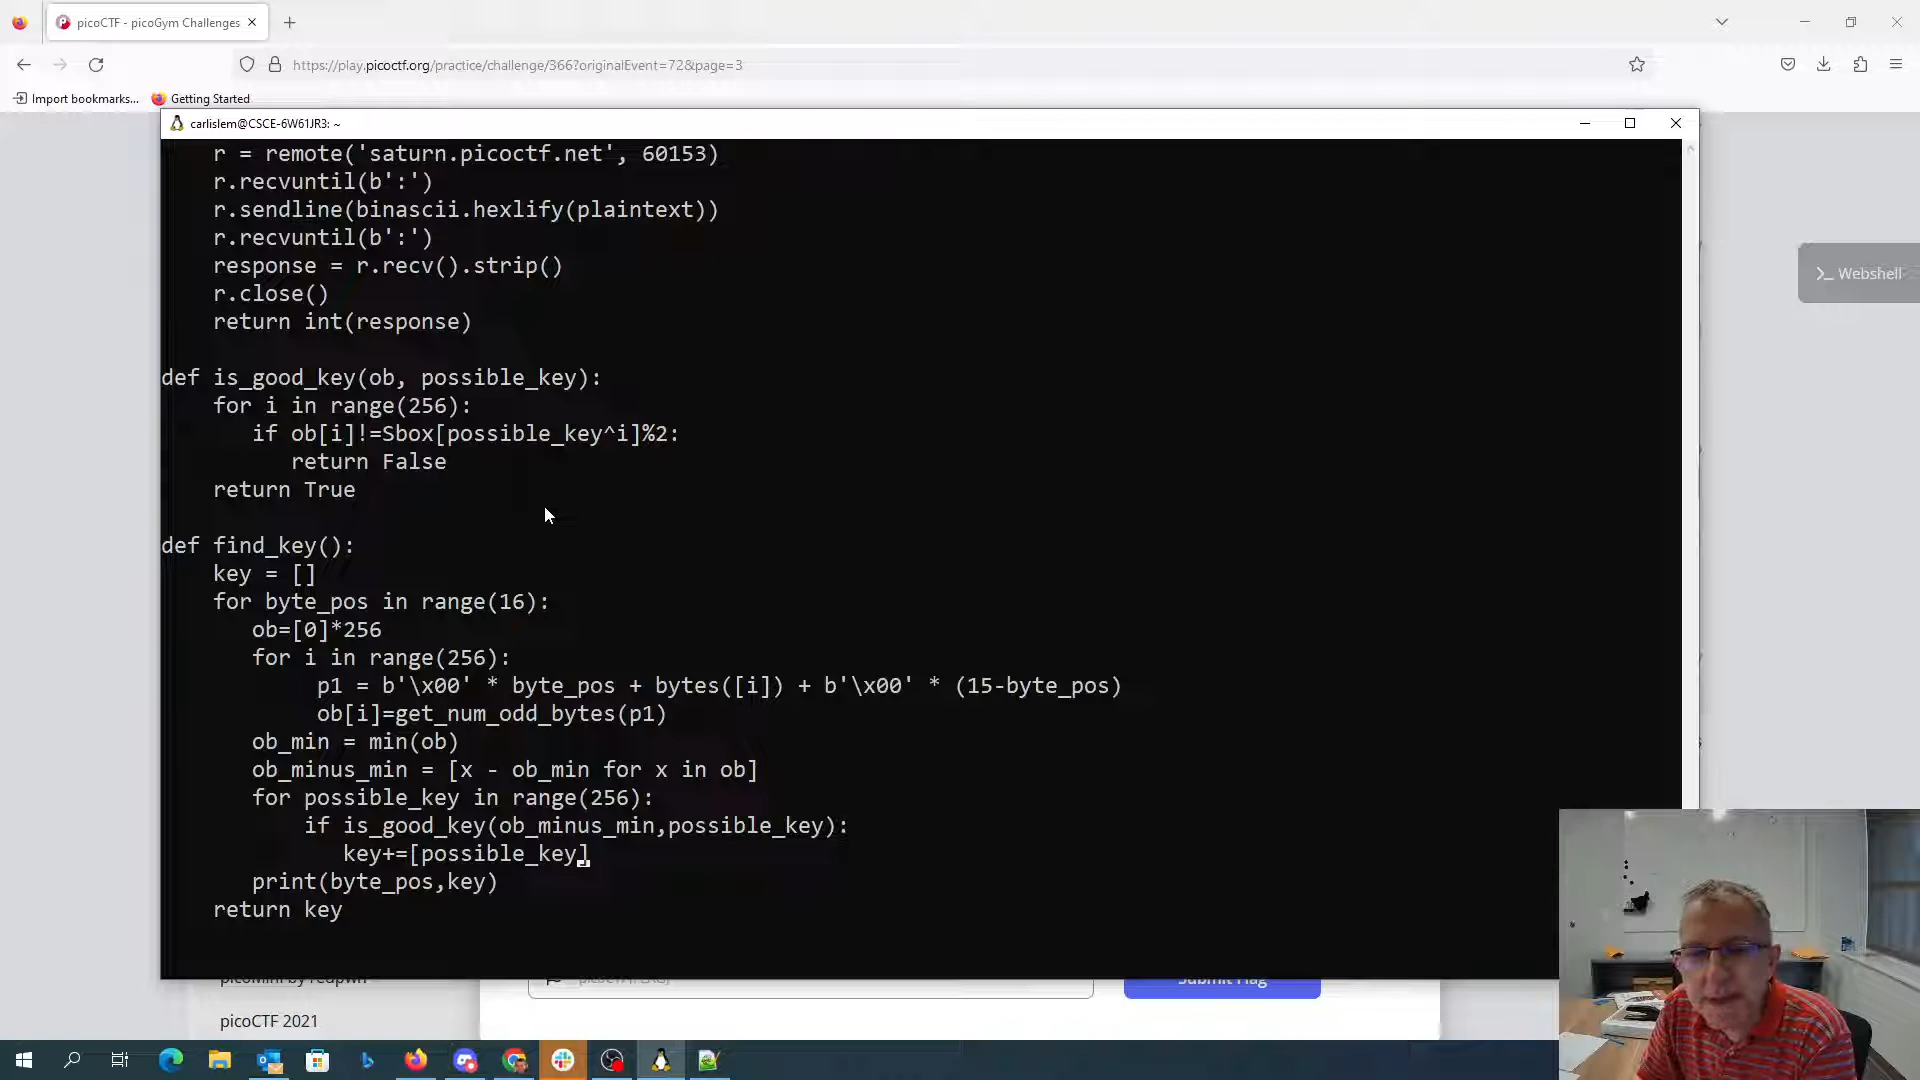 picoCTF - picoGym Challenges
https://play.picoctf.org/practice/challenge/366?originalEvent=72&page=3
Import bookmarks...
Getting Started
carlislem@CSCE-6W61JR3: ~
r = remote('saturn.picoctf.net', 60153)
r.recvuntil(b':')
r.sendline(binascii.hexlify(plaintext))
r.recvuntil(b':')
response = r.recv().strip()
r.close()
return int(response)
def is_good_key(ob, possible_key):
for i in range(256):
if ob[i]!=Sbox[possible_key^i]%2:
return False
return True
def find_key():
key = []
for byte_pos in range(16):
ob=[0]*256
for i in range(256):
p1 = b'\x00' * byte_pos + bytes([i]) + b'\x00' * (15-byte_pos)
ob[i]=get_num_odd_bytes(p1)
ob_min = min(ob)
ob_minus_min = [x - ob_min for x in ob]
for possible_key in range(256):
if is_good_key(ob_minus_min,possible_key):
key+=[possible_key]
print(byte_pos,key)
return key
>_ Webshell
picoMini by redpwn
Submit Flag
picoCTF 2021